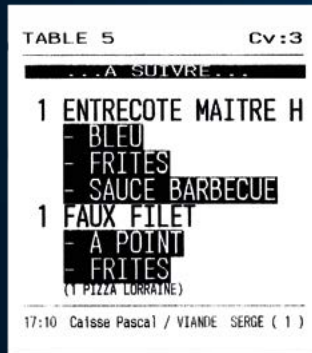 TABLE 5 Cv:3
...A SUIVRE...
1 ENTRECOTE MAITRE H
- BLEU
- FRITES
- SAUCE BARBECUE
1 FAUX FILET
- A POINT
- FRITES
(1 PIZZA LORRAINE)
17:10 Caisse Pascal / VIANDE SERGE ( 1 )